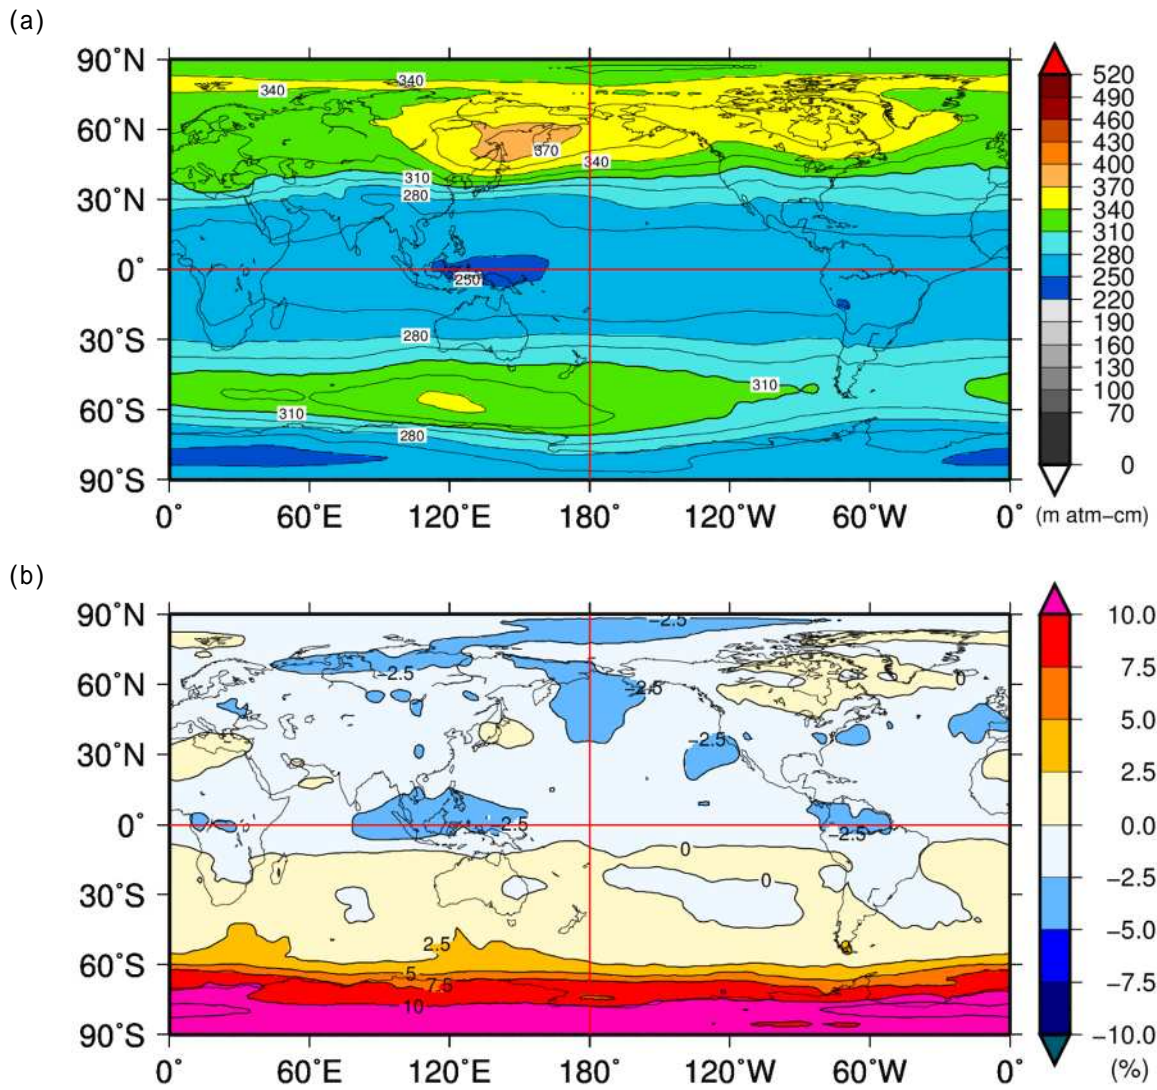 (a)
90°N
60°N
30°N
0°
30°S
60°S
90°S
340
340
370
340
310
280
250
280
310
310
280
0°
60°E
120°E
180°
120°W
60°W
0°
520
490
460
430
400
370
340
310
280
250
220
190
160
130
100
70
0
(m atm-cm)
(b)
90°N
60°N
30°N
0°
30°S
60°S
90°S
-2.5
-2.5
-2.5
0
-2.5
-2.5
-2.5
0
0
2.5
5
7.5
10
0°
60°E
120°E
180°
120°W
60°W
0°
10.0
7.5
5.0
2.5
0.0
-2.5
-5.0
-7.5
-10.0
(%)